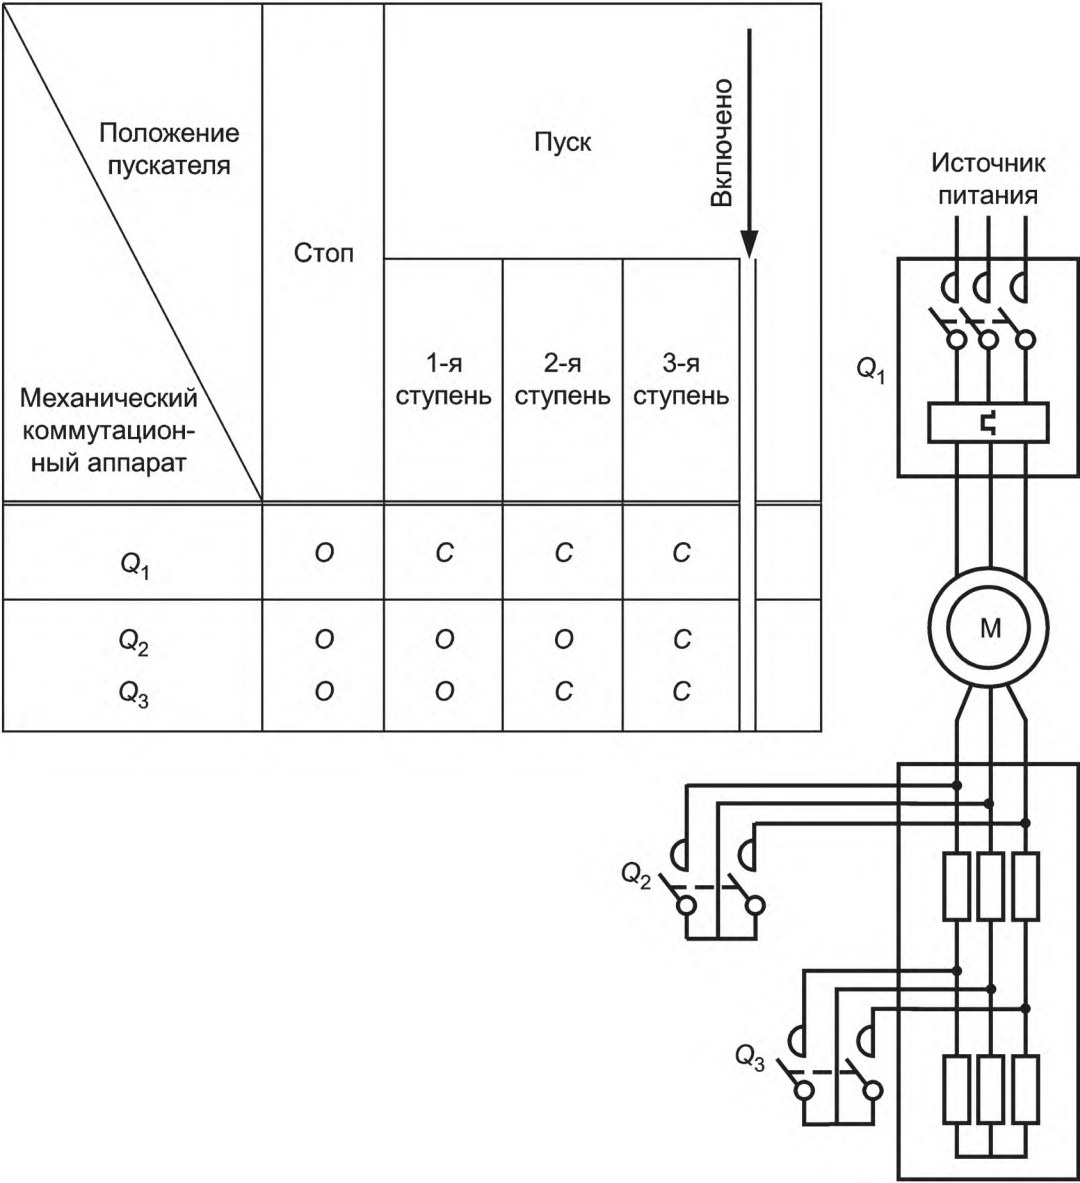 Положение
пускателя
Механический
коммутацион-
ный аппарат
Стоп
Пуск
Включено
1-я
ступень
2-я
ступень
3-я
ступень
Q1 O C C C
Q2 O O O C
Q3 O O C C
Источник
питания
Q1
M
Q2
Q3